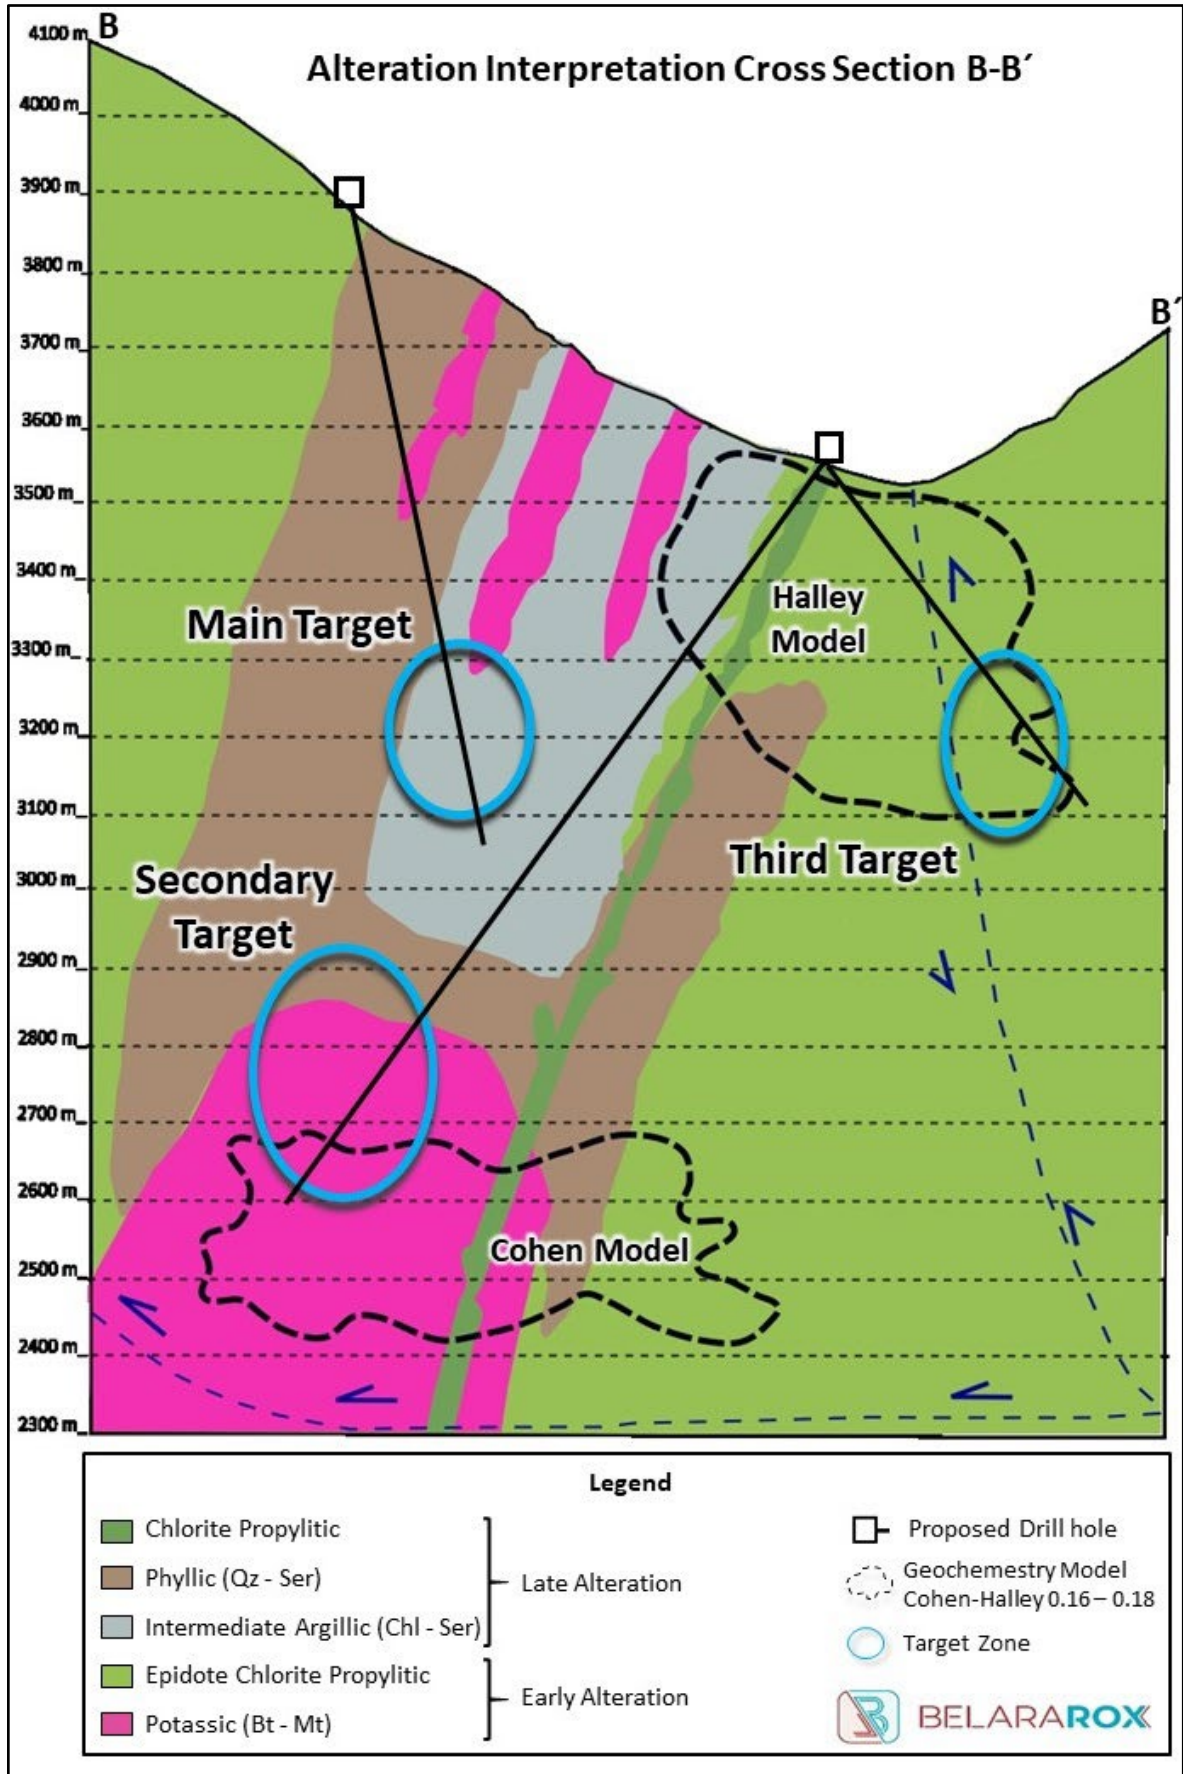 B
Alteration Interpretation Cross Section B-B´
B´
4100 m
4000 m
3900 m
3800 m
3700 m
3600 m
3500 m
3400 m
3300 m
3200 m
3100 m
3000 m
2900 m
2800 m
2700 m
2600 m
2500 m
2400 m
2300 m
Halley
Model
Main Target
Third Target
Secondary
Target
Cohen Model
Legend
Chlorite Propylitic
Phyllic (Qz - Ser)
Intermediate Argillic (Chl - Ser)
Late Alteration
Epidote Chlorite Propylitic
Potassic (Bt - Mt)
Early Alteration
Proposed Drill hole
Geochemestry Model
Cohen-Halley 0.16 – 0.18
Target Zone
BELARAROX